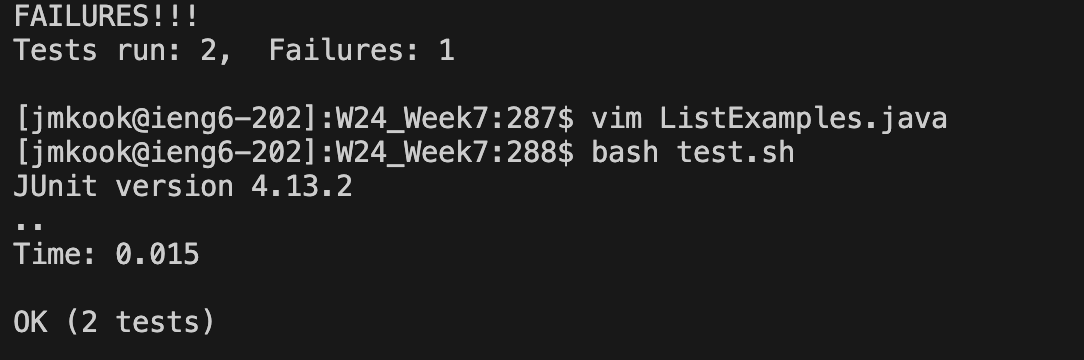 FAILURES!!!
Tests run: 2,  Failures: 1
[jmkook@ieng6-202]:W24_Week7:287$ vim ListExamples.java
[jmkook@ieng6-202]:W24_Week7:288$ bash test.sh
JUnit version 4.13.2
..
Time: 0.015
OK (2 tests)